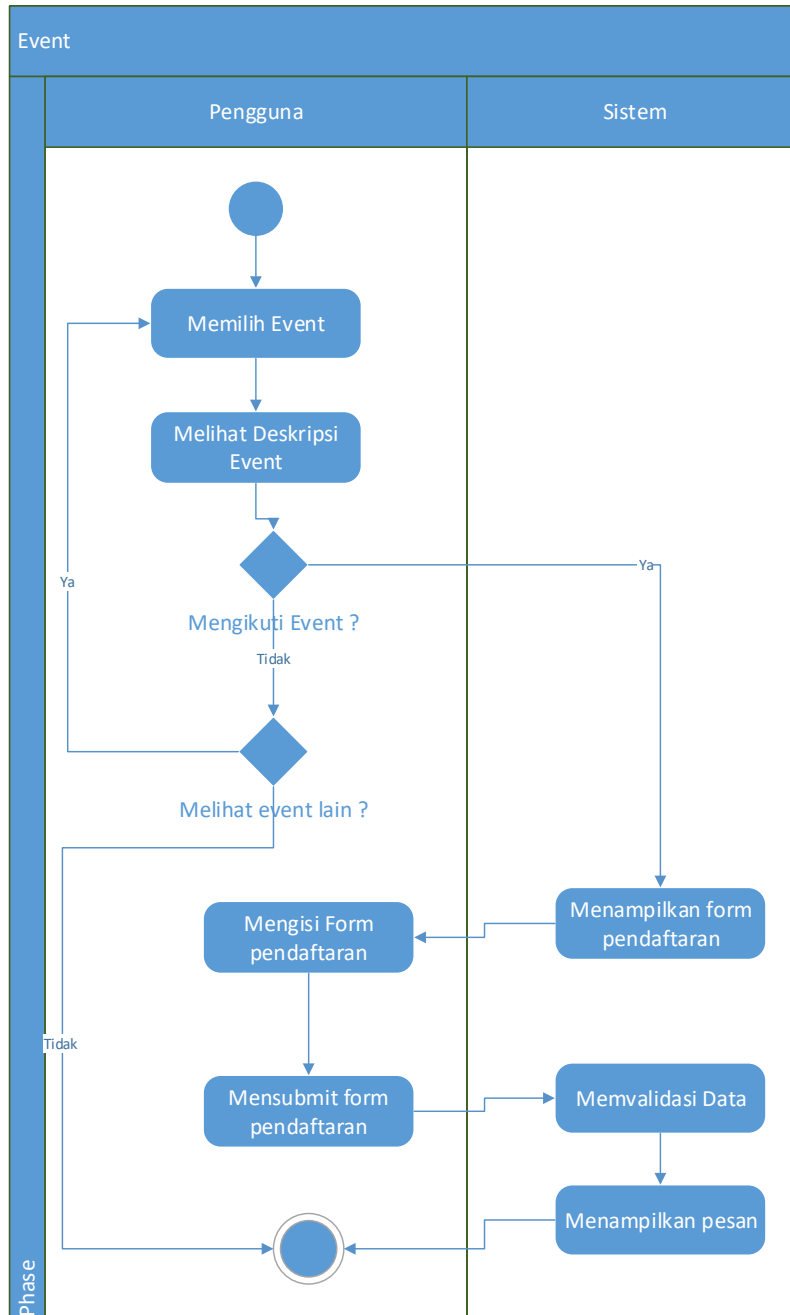 Event
Pengguna
Sistem
Memilih Event
Melihat Deskripsi
Event
Ya
Ya
Mengikuti Event ?
Tidak
Melihat event lain ?
Menampilkan form
pendaftaran
Mengisi Form
pendaftaran
Tidak
Mensubmit form
pendaftaran
Memvalidasi Data
Menampilkan pesan
Phase